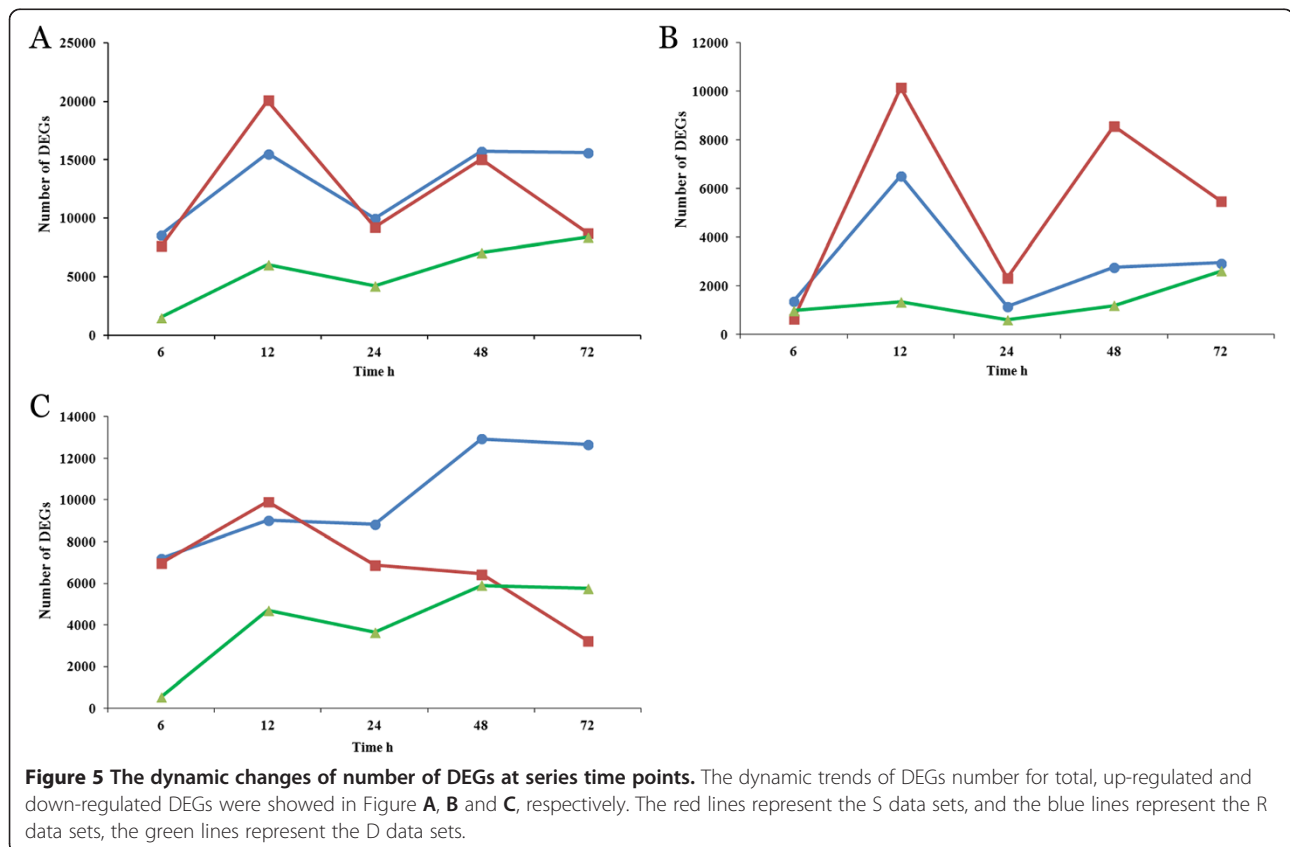 A
Number of DEGs
25000
20000
15000
10000
5000
0
6 12 24 48 72
Time h
B
Number of DEGs
12000
10000
8000
6000
4000
2000
0
6 12 24 48 72
Time h
C
Number of DEGs
14000
12000
10000
8000
6000
4000
2000
0
6 12 24 48 72
Time h
Figure 5 The dynamic changes of number of DEGs at series time points. The dynamic trends of DEGs number for total, up-regulated and
down-regulated DEGs were showed in Figure A, B and C, respectively. The red lines represent the S data sets, and the blue lines represent the R
data sets, the green lines represent the D data sets.